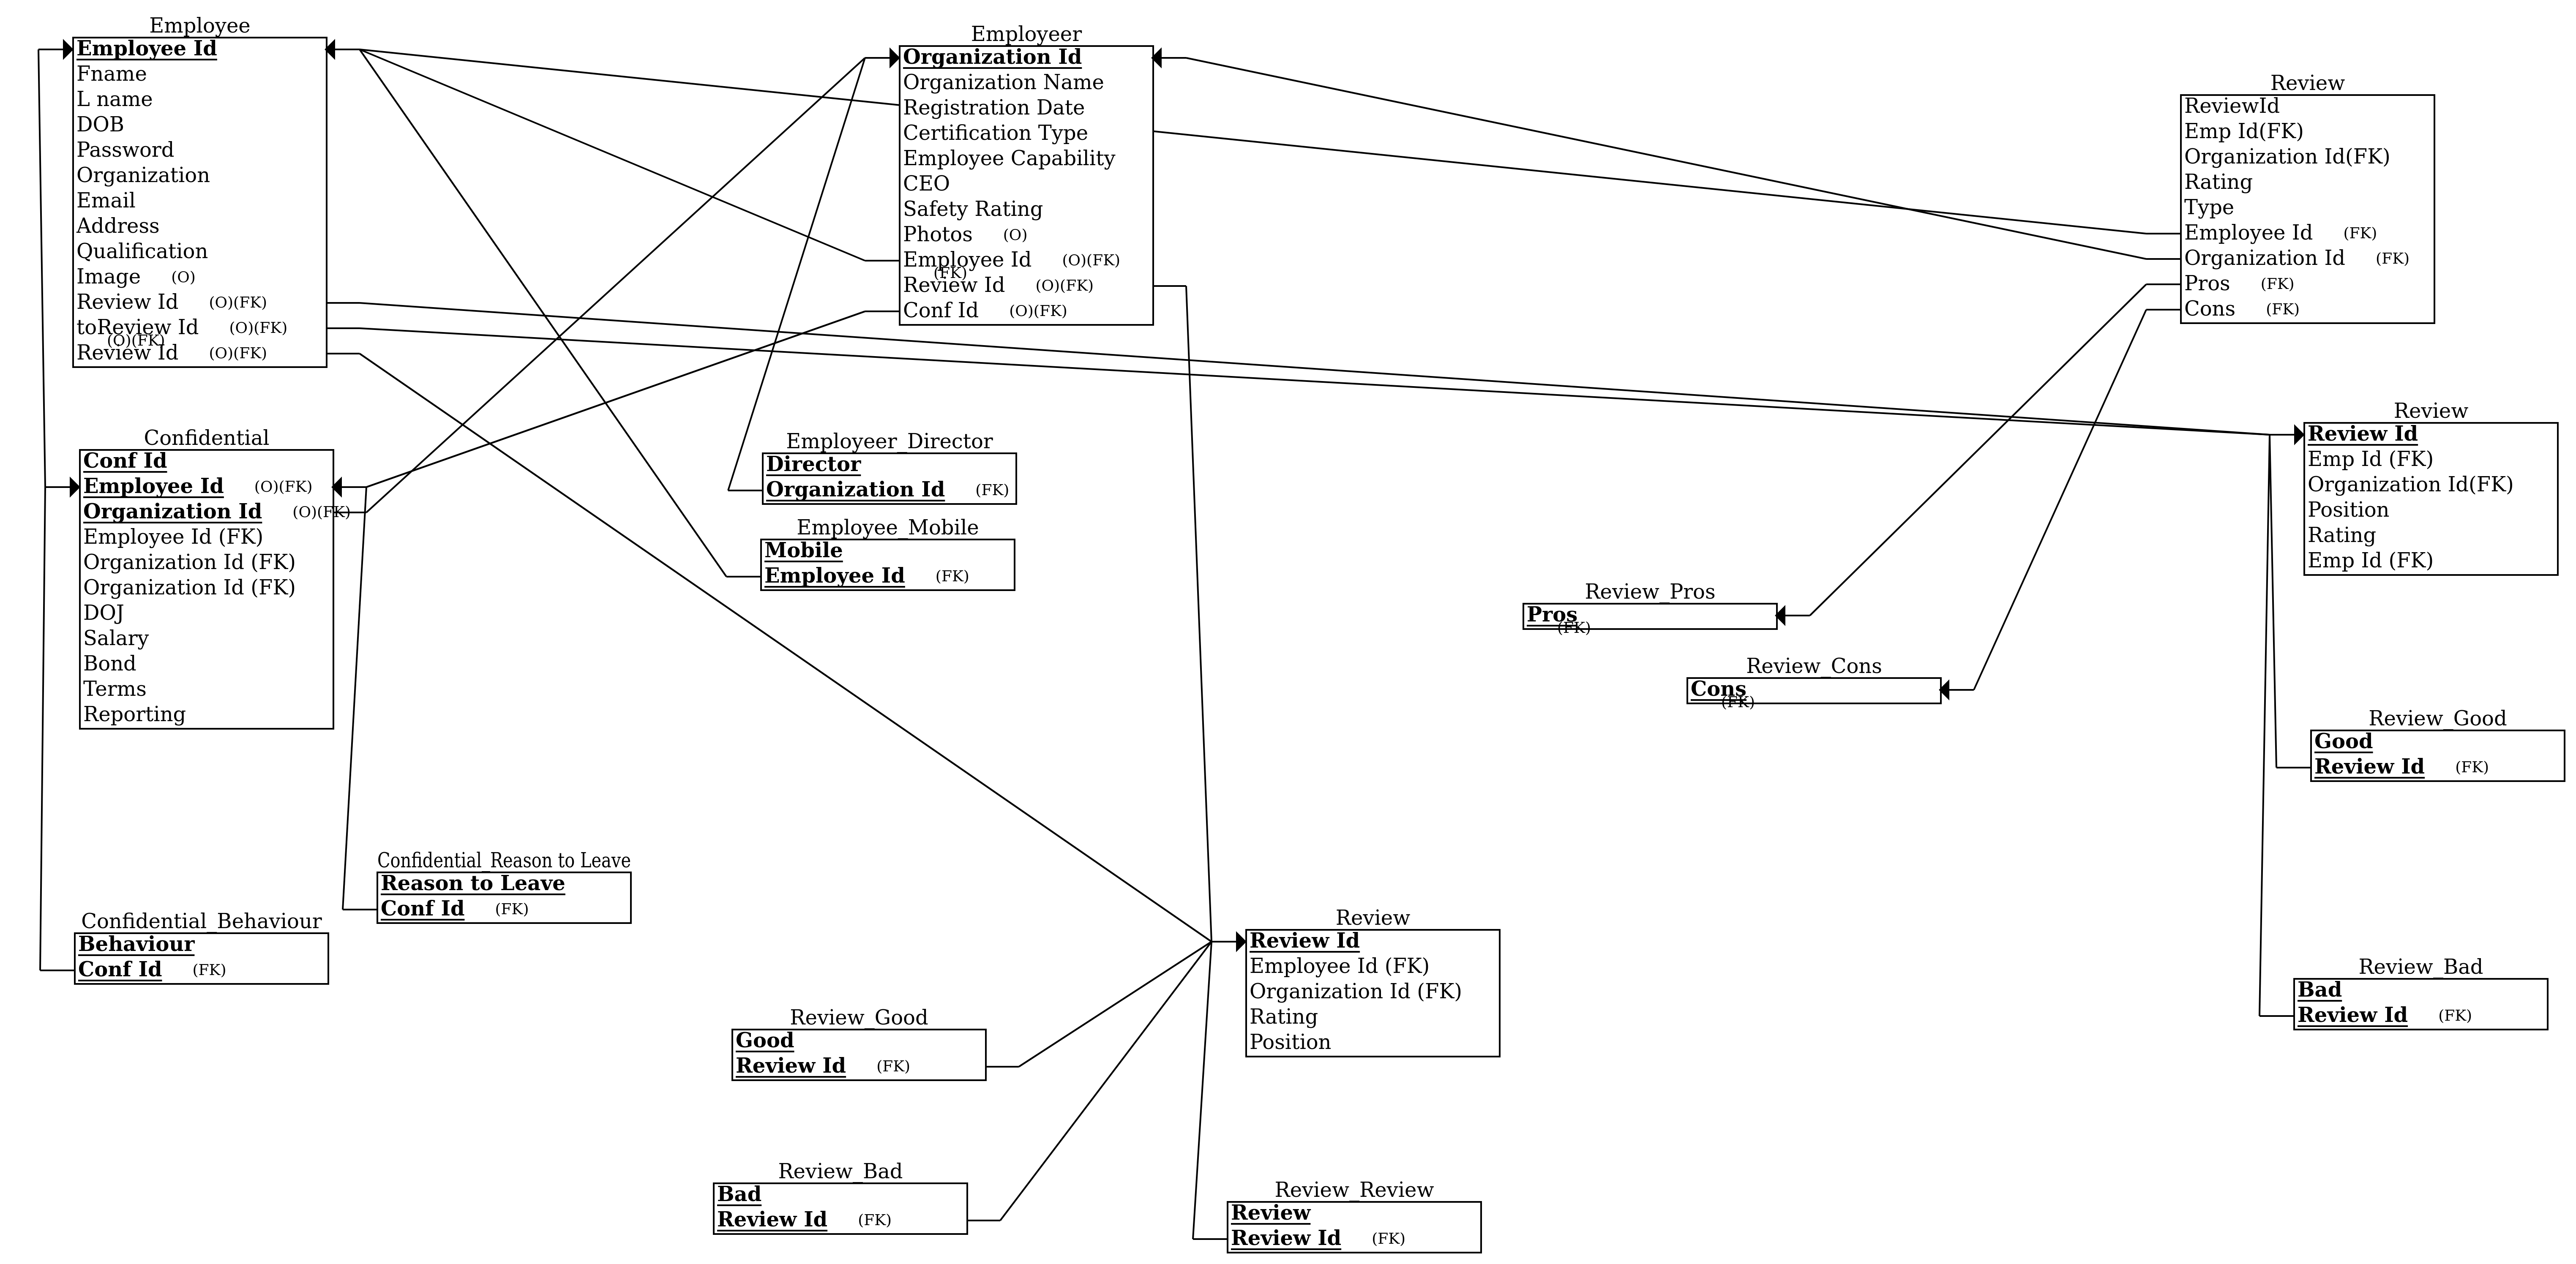 Employee
Employee Id
Fname
L name
DOB
Password
Organization
Email
Address
Qualification
Image (O)
Review Id (O)(FK)
toReview Id (O)(FK)
(O)(FK)
Review Id (O)(FK)
Employeer
Organization Id
Organization Name
Registration Date
Certification Type
Employee Capability
CEO
Safety Rating
Photos (O)
Employee Id (O)(FK)
(FK)
Review Id (O)(FK)
Conf Id (O)(FK)
Review
ReviewId
Emp Id(FK)
Organization Id(FK)
Rating
Type
Employee Id (FK)
Organization Id (FK)
Pros (FK)
Cons (FK)
Confidential
Conf Id
Employee Id (O)(FK)
Organization Id (O)(FK)
Employee Id (FK)
Organization Id (FK)
Organization Id (FK)
DOJ
Salary
Bond
Terms
Reporting
Employeer_Director
Director
Organization Id (FK)
Employee_Mobile
Mobile
Employee Id (FK)
Review
Review Id
Emp Id (FK)
Organization Id(FK)
Position
Rating
Emp Id (FK)
Review_Pros
Pros
(FK)
Review_Cons
Cons
(FK)
Review_Good
Good
Review Id (FK)
Confidential_Reason to Leave
Reason to Leave
Conf Id (FK)
Confidential_Behaviour
Behaviour
Conf Id (FK)
Review
Review Id
Employee Id (FK)
Organization Id (FK)
Rating
Position
Review_Bad
Bad
Review Id (FK)
Review_Good
Good
Review Id (FK)
Review_Bad
Bad
Review Id (FK)
Review_Review
Review
Review Id (FK)